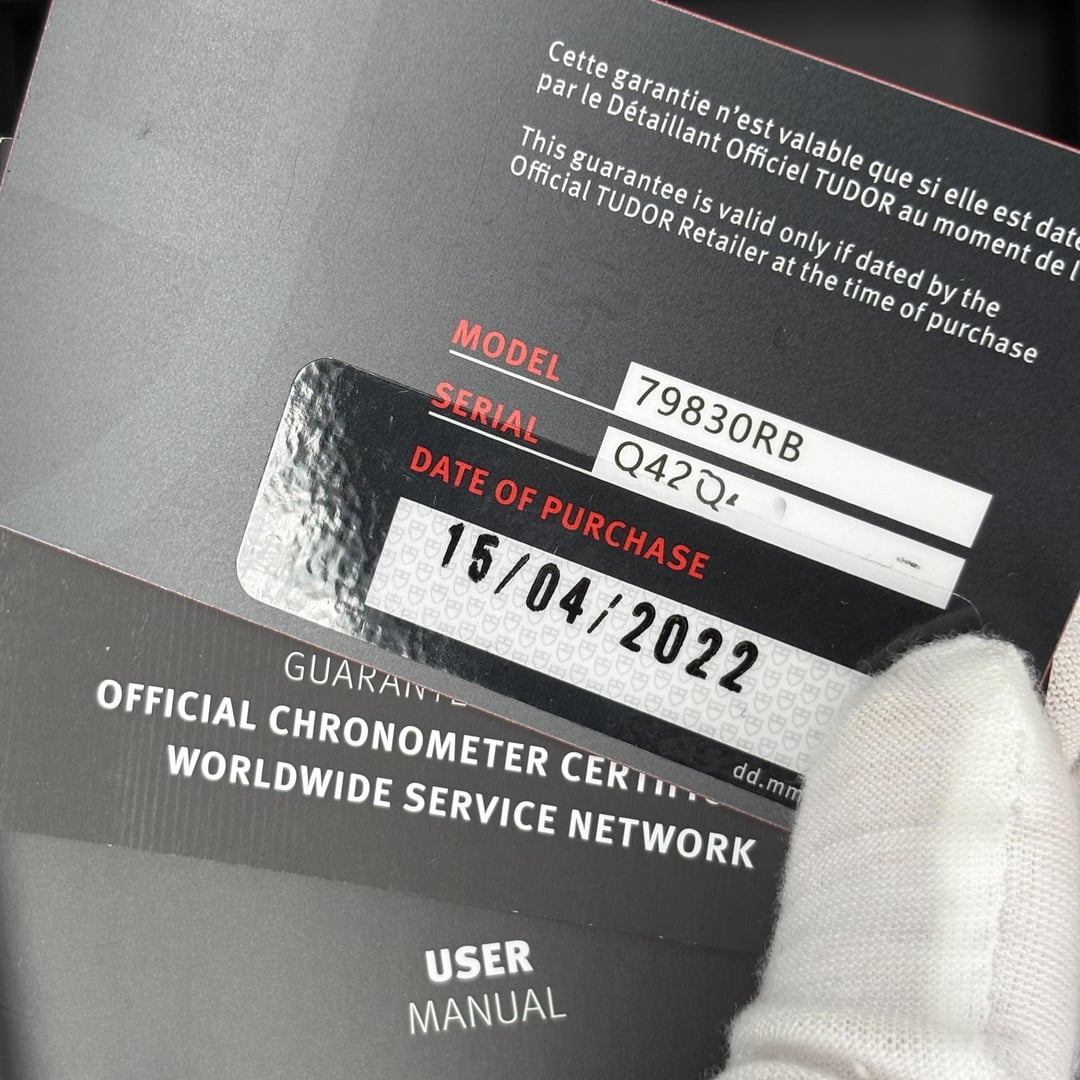 Cette garantie n'est valable que si elle est daté
par le Détaillant Officiel TUDOR au moment de l'
This guarantee is valid only if dated by the
Official TUDOR Retailer at the time of purchase
MODEL 79830RB
SERIAL Q42
DATE OF PURCHASE
15/04/2022
dd.mm
OFFICIAL CHRONOMETER
WORLDWIDE SERVICE NETWORK
USER
MANUAL